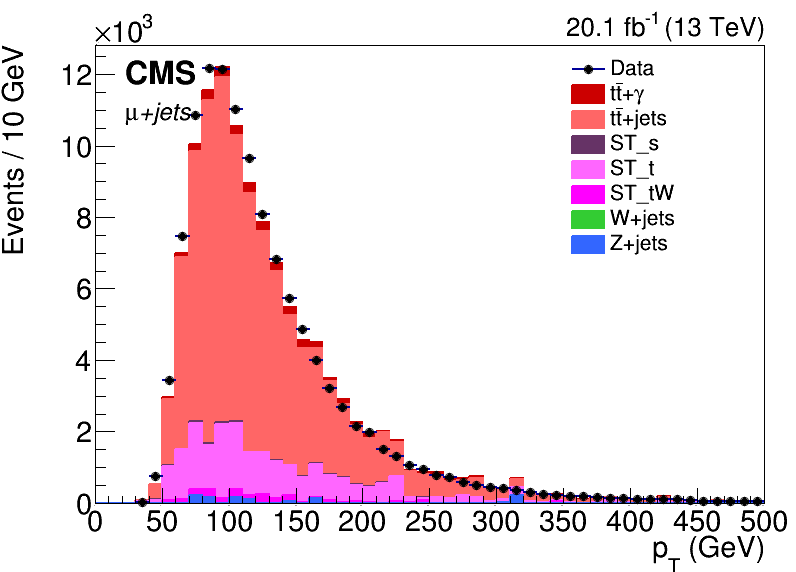 ×10³
20.1 fb⁻¹ (13 TeV)
Events / 10 GeV
CMS
μ+jets
Data
tt̄+γ
tt̄+jets
ST_s
ST_t
ST_tW
W+jets
Z+jets
12
10
8
6
4
2
0
0 50 100 150 200 250 300 350 400 450 500
p_T (GeV)